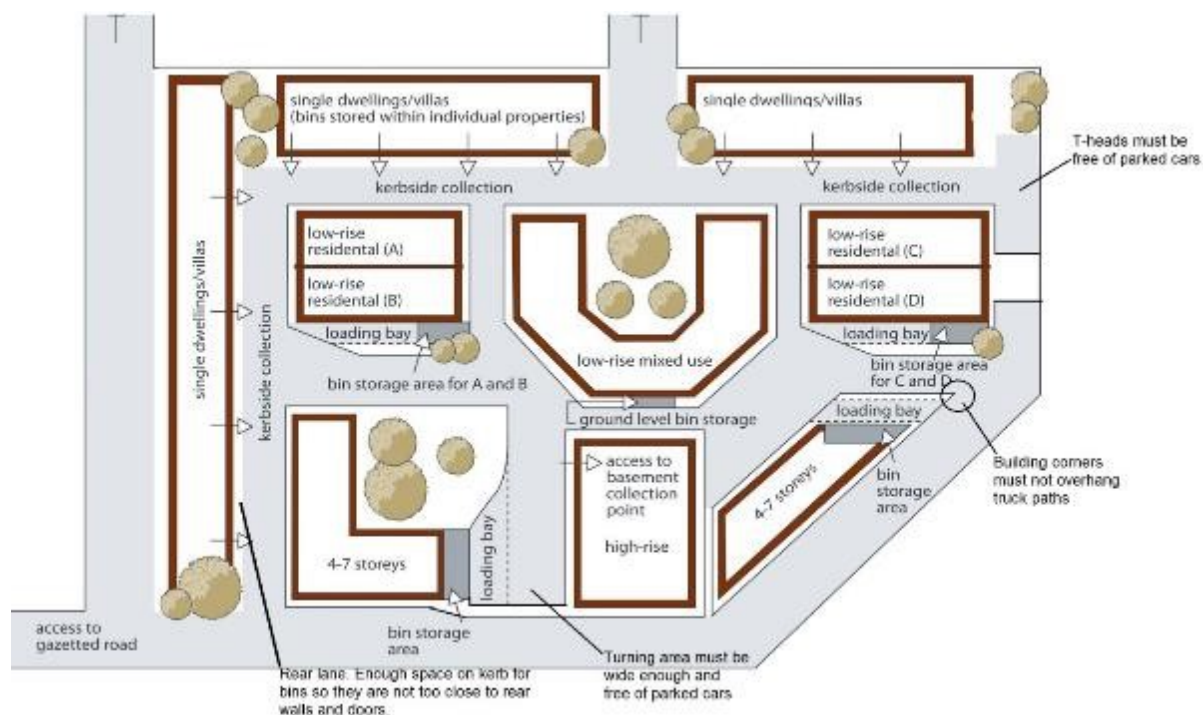 single dwellings/villas
(bins stored within individual properties)
single dwellings/villas
T-heads must be
free of parked cars
kerbside collection
kerbside collection
single dwellings/villas
kerbside collection
low-rise
residental (A)
low-rise
residental (B)
loading bay
bin storage area for A and B
low-rise mixed use
ground level bin storage
low-rise
residental (C)
low-rise
residental (D)
loading bay
bin storage area
for C and D
loading bay
bin
storage
area
4-7 storeys
Building corners
must not overhang
truck paths
access to
basement
collection
point
high-rise
4-7 storeys
loading bay
bin storage
area
access to
gazetted road
Rear lane. Enough space on kerb for
bins so they are not too close to rear
walls and doors.
Turning area must be
wide enough and
free of parked cars